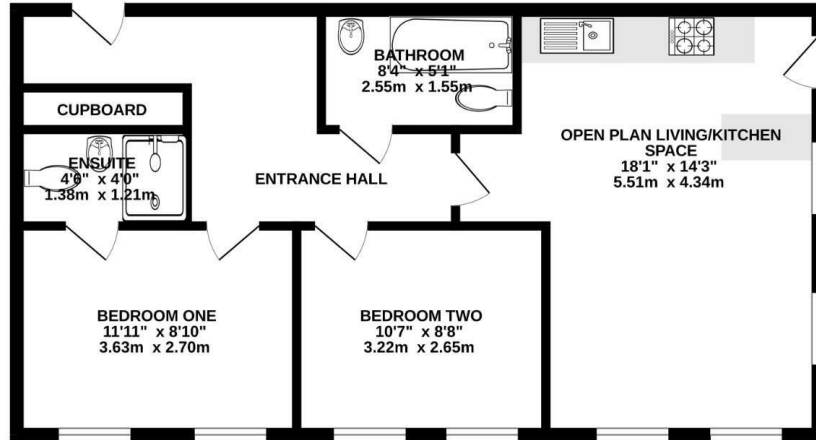 BATHROOM
8'4" x 5'1"
2.55m x 1.55m
CUPBOARD
ENSUITE
4'6" x 4'0"
1.38m x 1.21m
ENTRANCE HALL
OPEN PLAN LIVING/KITCHEN
SPACE
18'1" x 14'3"
5.51m x 4.34m
BEDROOM ONE
11'11" x 8'10"
3.63m x 2.70m
BEDROOM TWO
10'7" x 8'8"
3.22m x 2.65m